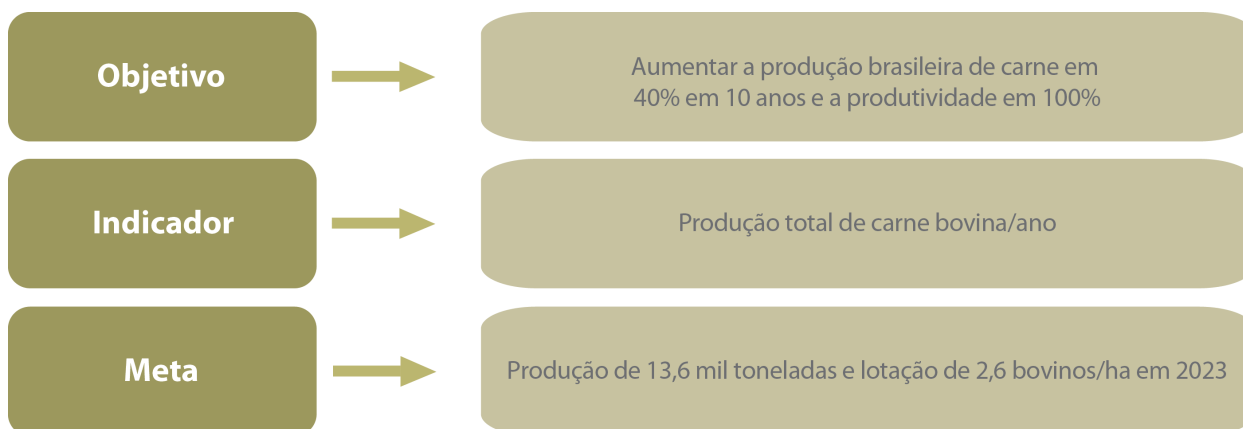 Objetivo
Aumentar a produção brasileira de carne em
40% em 10 anos e a produtividade em 100%
Indicador
Produção total de carne bovina/ano
Meta
Produção de 13,6 mil toneladas e lotação de 2,6 bovinos/ha em 2023